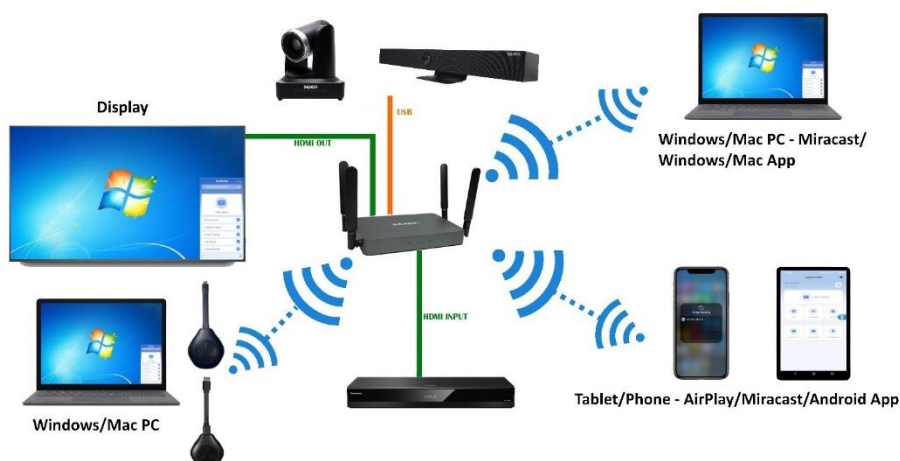 Display
HDMI OUT
USB
Windows/Mac PC - Miracast/
Windows/Mac App
HDMI INPUT
Windows/Mac PC
Tablet/Phone - AirPlay/Miracast/Android App